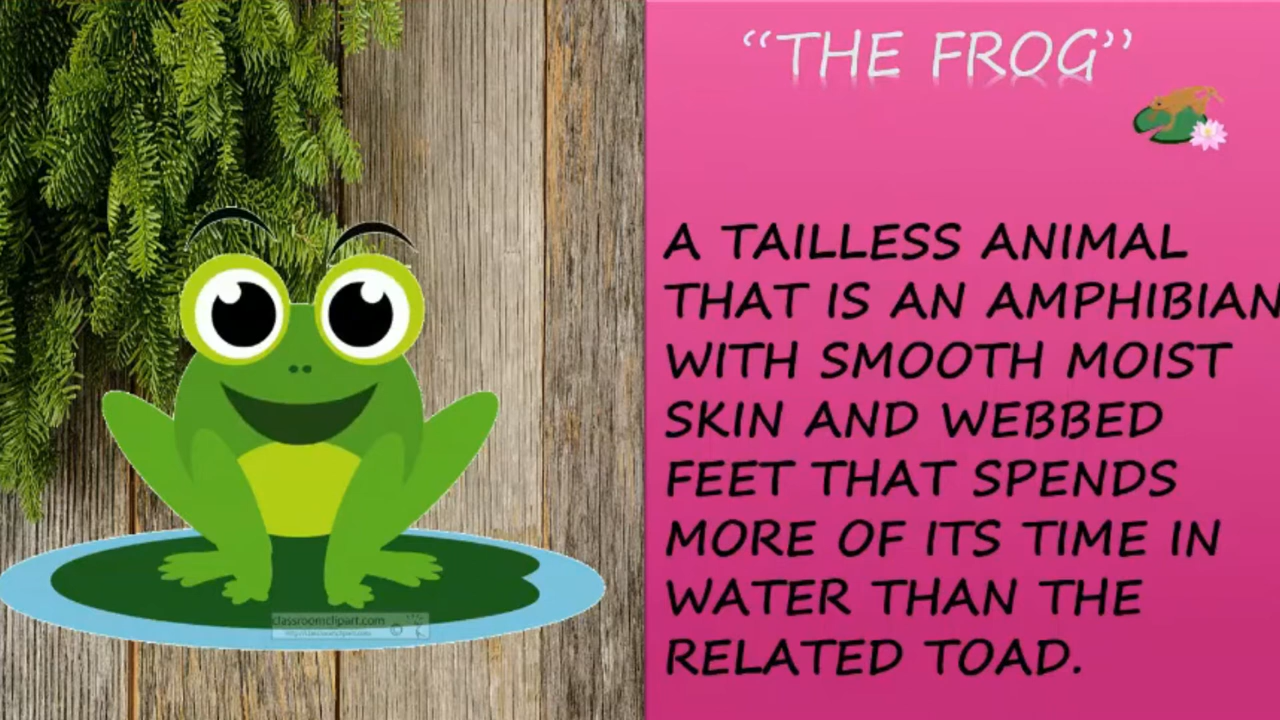 “THE FROG”
A TAILLESS ANIMAL
THAT IS AN AMPHIBIAN
WITH SMOOTH MOIST
SKIN AND WEBBED
FEET THAT SPENDS
MORE OF ITS TIME IN
WATER THAN THE
RELATED TOAD.
classroomclipart.com